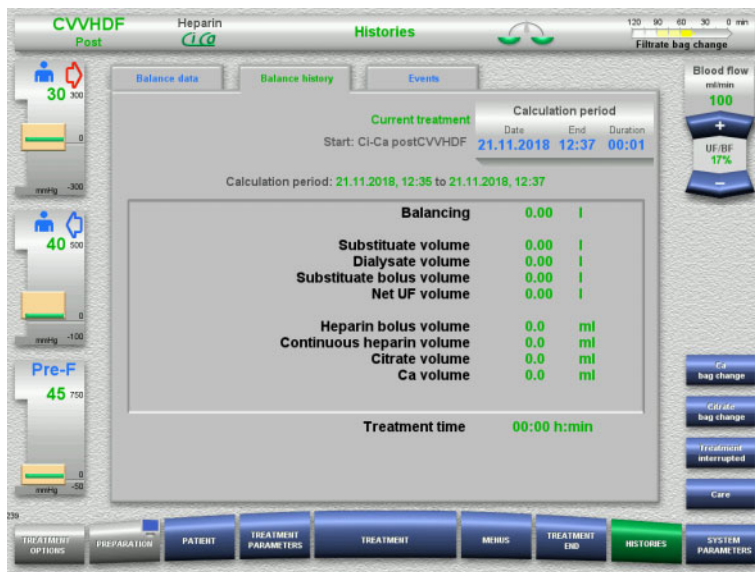 CVVHDF
Post
Heparin
Ci Ca
Histories
120 90 60 30 0 min
Filtrate bag change
30 300
0
mmHg -300
40 500
0
mmHg -100
Pre-F
45 750
0
mmHg -50
Balance data
Balance history
Events
Current treatment
Start: Ci-Ca postCVVHDF
Calculation period
Date End Duration
21.11.2018 12:37 00:01
Calculation period: 21.11.2018, 12:35 to 21.11.2018, 12:37
Balancing 0.00 l
Substituate volume 0.00 l
Dialysate volume 0.00 l
Substituate bolus volume 0.00 l
Net UF volume 0.00 l
Heparin bolus volume 0.0 ml
Continuous heparin volume 0.0 ml
Citrate volume 0.0 ml
Ca volume 0.0 ml
Treatment time 00:00 h:min
Blood flow
ml/min
100
+
UF/BF
17%
−
Ca
bag change
Citrate
bag change
Treatment
interrupted
Care
239
TREATMENT
OPTIONS
PREPARATION
PATIENT
TREATMENT
PARAMETERS
TREATMENT
MENUS
TREATMENT
END
HISTORIES
SYSTEM
PARAMETERS